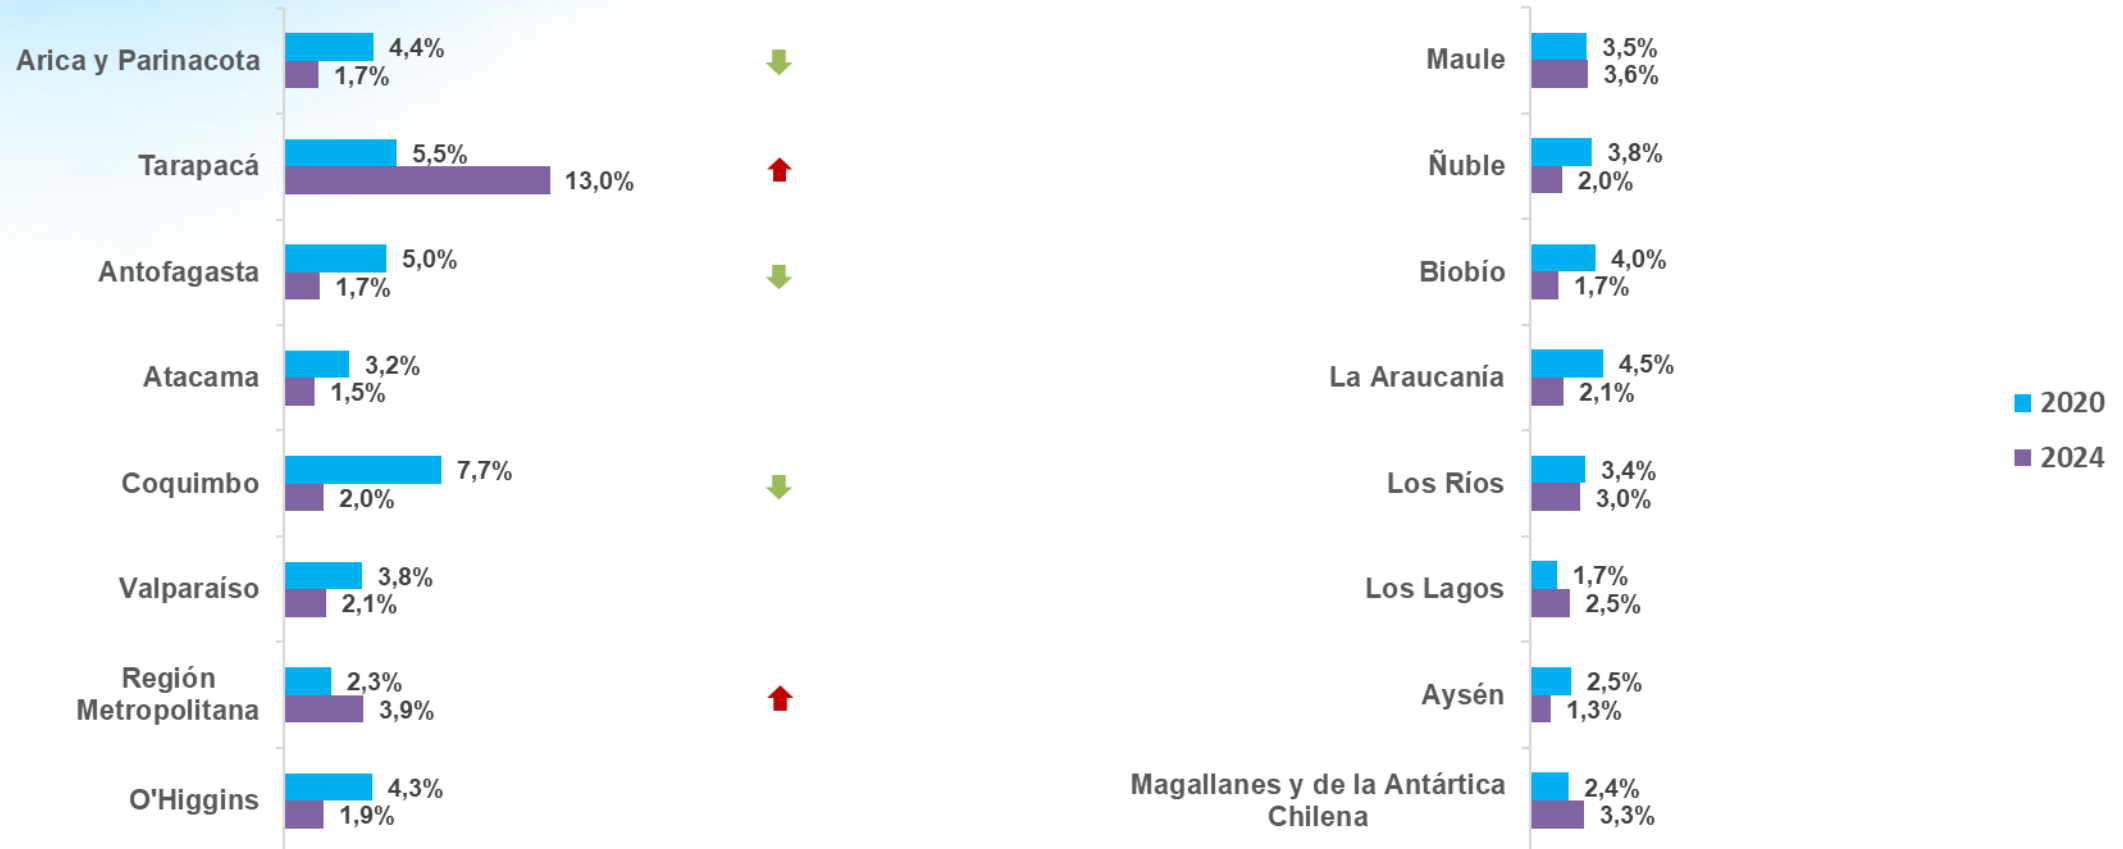 Arica y Parinacota
4,4%
1,7%
Tarapacá
5,5%
13,0%
Antofagasta
5,0%
1,7%
Atacama
3,2%
1,5%
Coquimbo
7,7%
2,0%
Valparaíso
3,8%
2,1%
Región
Metropolitana
2,3%
3,9%
O'Higgins
4,3%
1,9%
Maule
3,5%
3,6%
Ñuble
3,8%
2,0%
Biobío
4,0%
1,7%
La Araucanía
4,5%
2,1%
Los Ríos
3,4%
3,0%
Los Lagos
1,7%
2,5%
Aysén
2,5%
1,3%
Magallanes y de la Antártica
Chilena
2,4%
3,3%
2020
2024